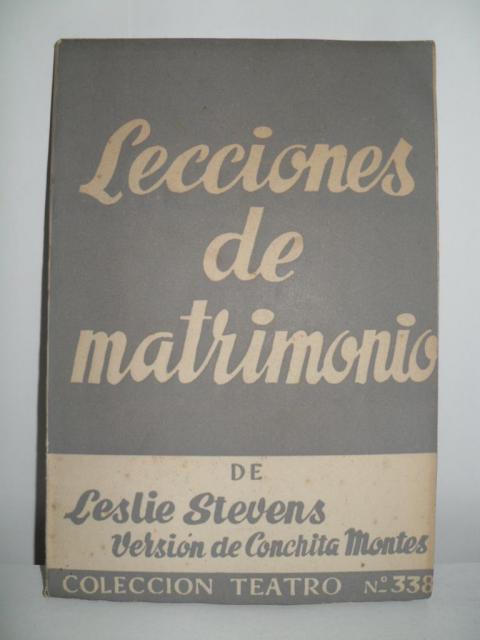 Lecciones
de
matrimonio
DE
Leslie Stevens
Versión de Conchita Montes
COLECCION TEATRO Nº 338